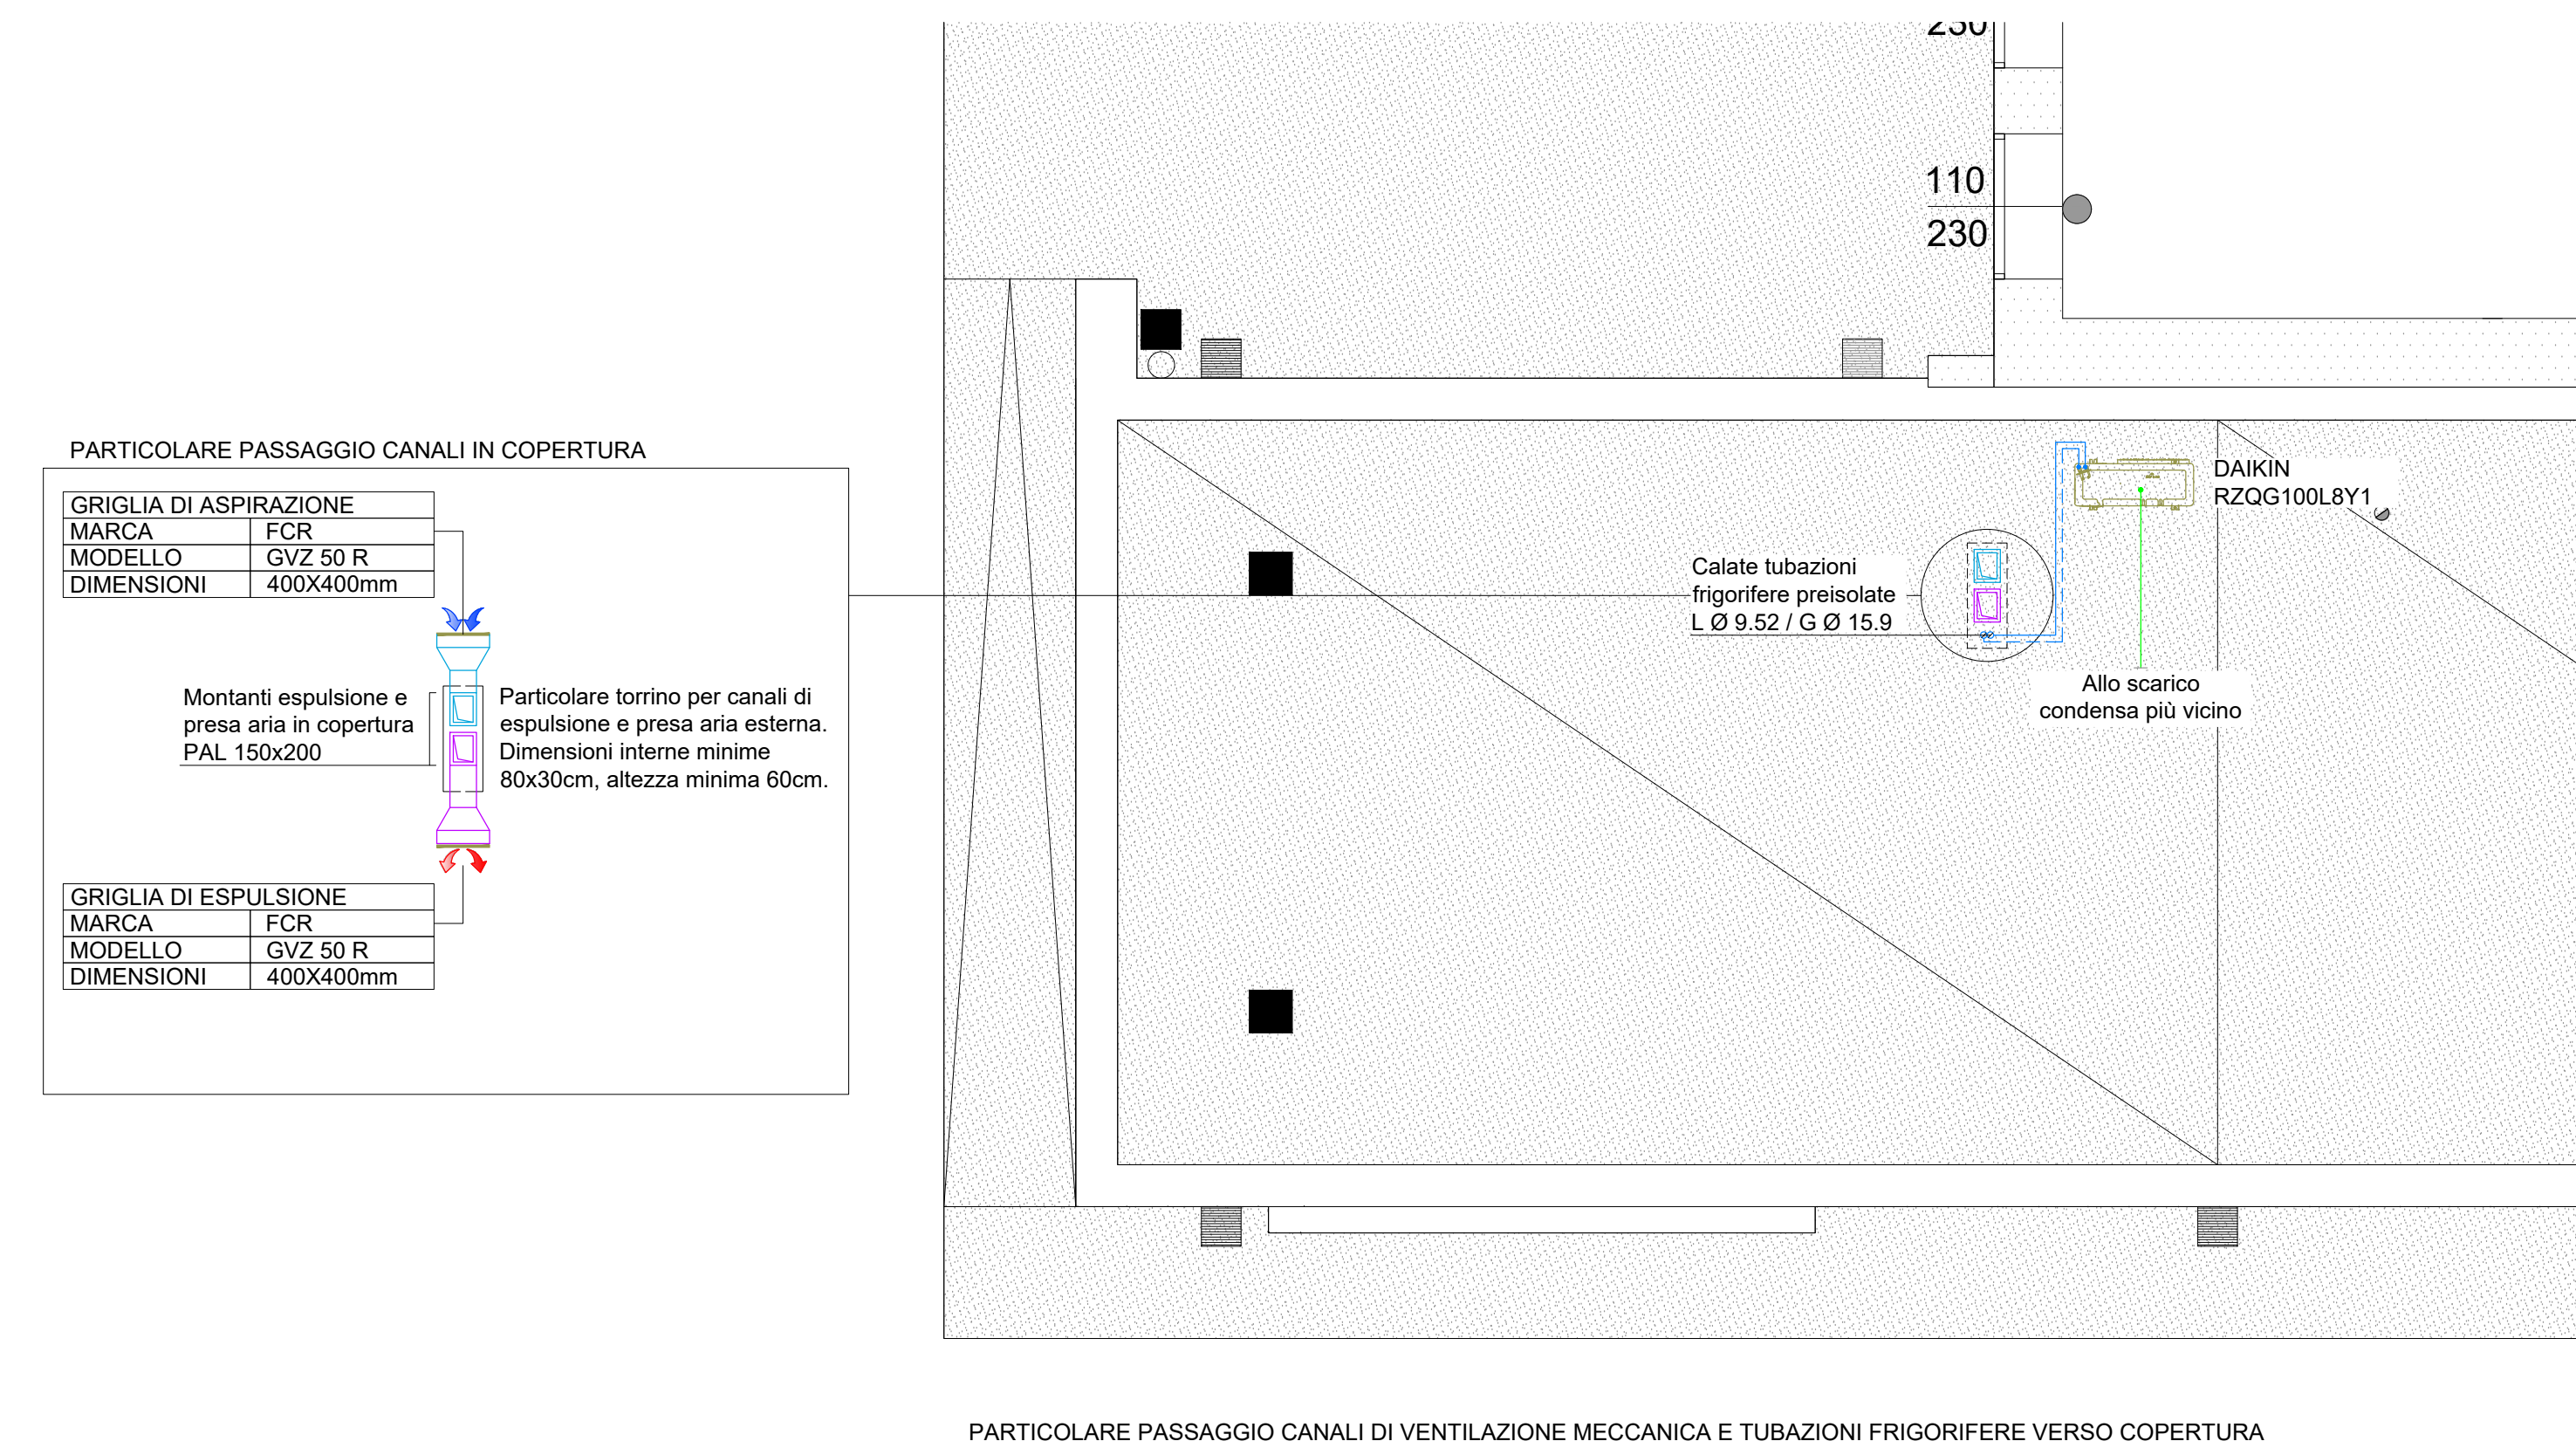 230
110
230
PARTICOLARE PASSAGGIO CANALI IN COPERTURA
GRIGLIA DI ASPIRAZIONE
MARCA FCR
MODELLO GVZ 50 R
DIMENSIONI 400X400mm
Montanti espulsione e
presa aria in copertura
PAL 150x200
Particolare torrino per canali di
espulsione e presa aria esterna.
Dimensioni interne minime
80x30cm, altezza minima 60cm.
GRIGLIA DI ESPULSIONE
MARCA FCR
MODELLO GVZ 50 R
DIMENSIONI 400X400mm
DAIKIN
RZQG100L8Y1
Calate tubazioni
frigorifere preisolate
L Ø 9.52 / G Ø 15.9
Allo scarico
condensa più vicino
PARTICOLARE PASSAGGIO CANALI DI VENTILAZIONE MECCANICA E TUBAZIONI FRIGORIFERE VERSO COPERTURA